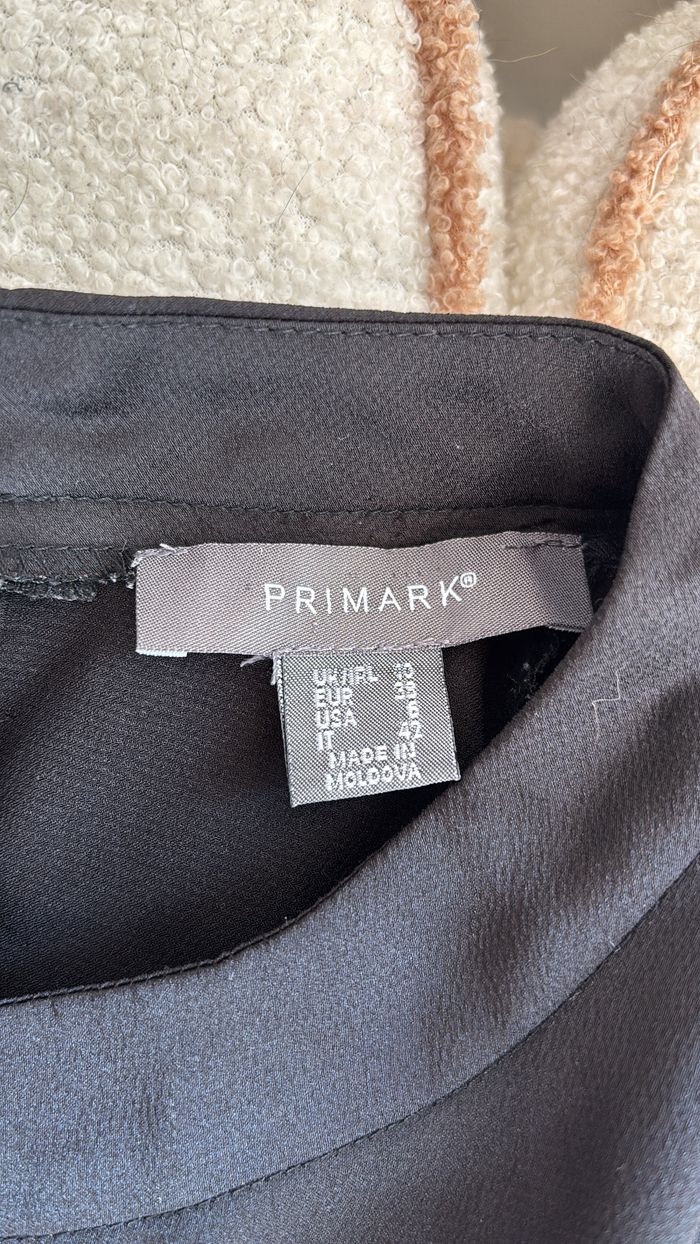 PRIMARK®
UK/IRL 10
EUR 38
USA 6
IT 42
MADE IN
MOLDOVA